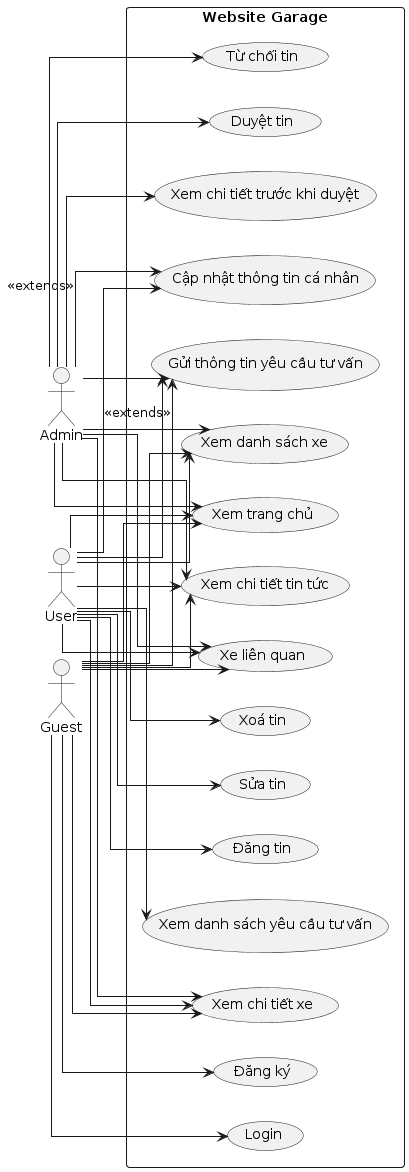 Website Garage
Từ chối tin
Duyệt tin
Xem chi tiết trước khi duyệt
Cập nhật thông tin cá nhân
«extends»
Gửi thông tin yêu cầu tư vấn
«extends»
Admin
Xem danh sách xe
Xem trang chủ
Xem chi tiết tin tức
User
Xe liên quan
Guest
Xoá tin
Sửa tin
Đăng tin
Xem danh sách yêu cầu tư vấn
Xem chi tiết xe
Đăng ký
Login